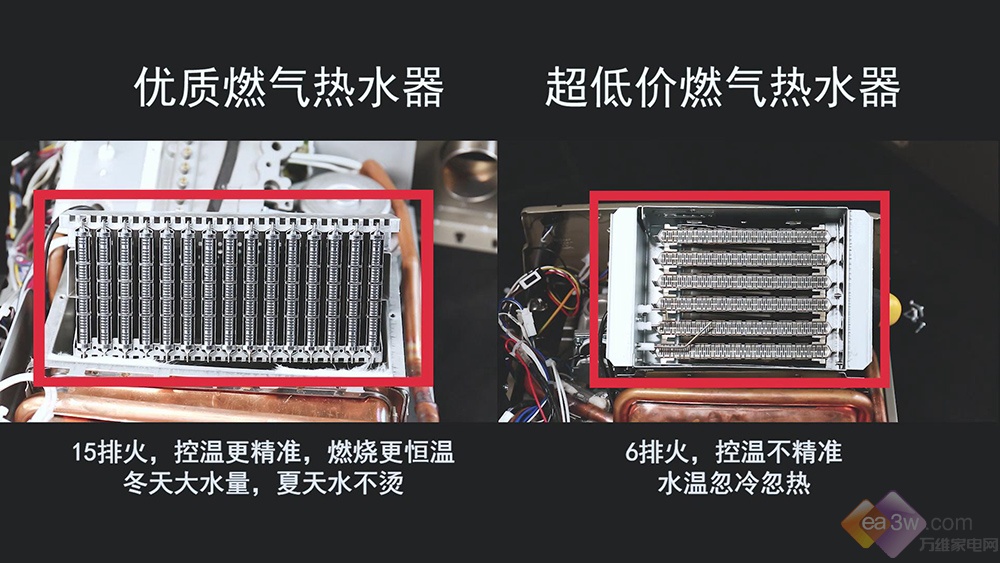 优质燃气热水器
超低价燃气热水器
15排火，控温更精准，燃烧更恒温
冬天大水量，夏天水不烫
6排火，控温不精准
水温忽冷忽热
ea3w.com
万维家电网